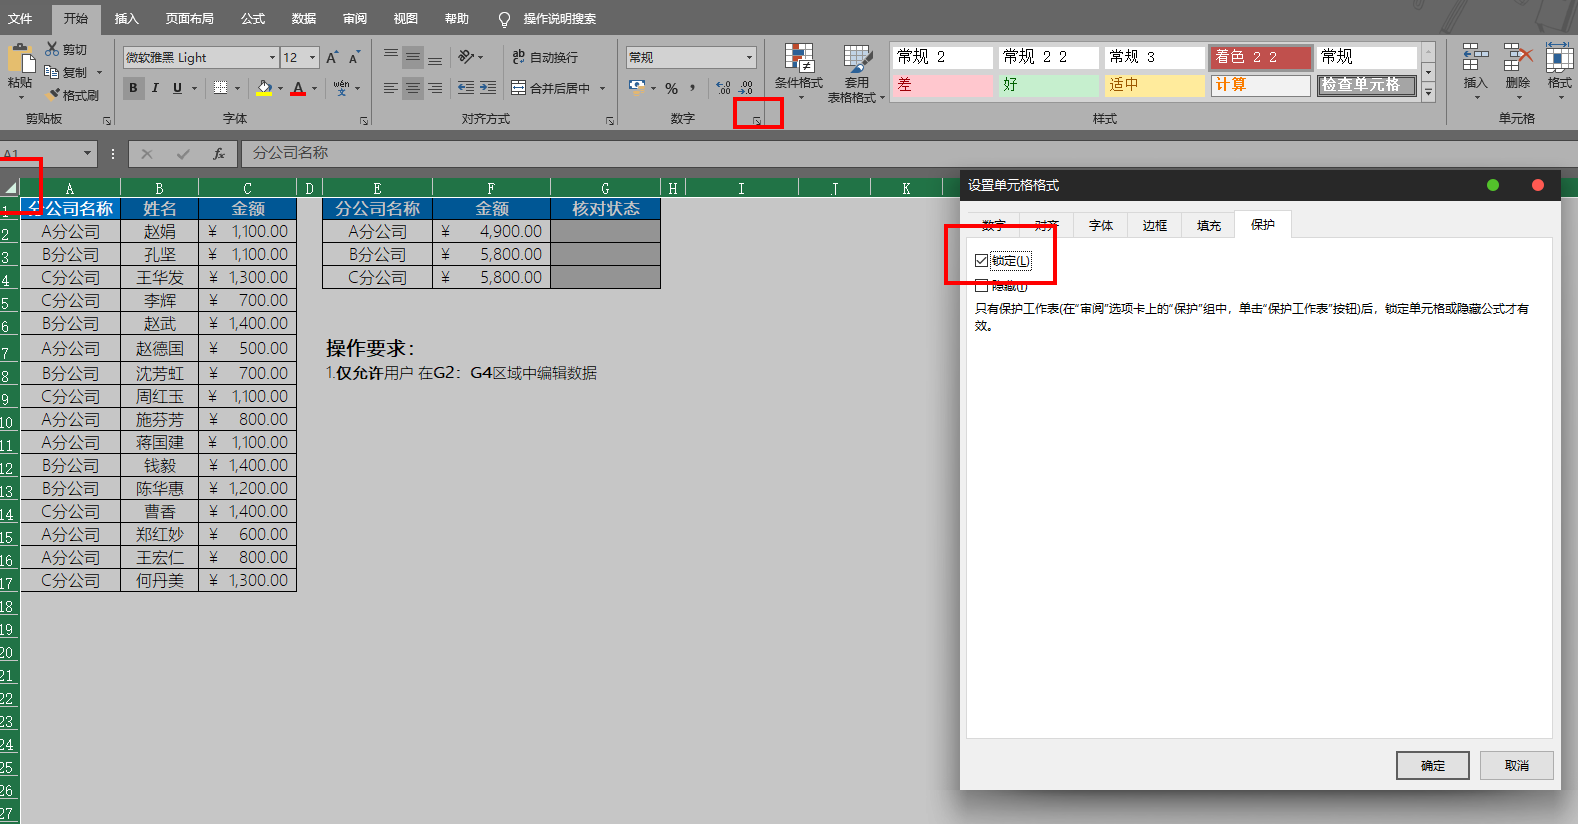 文件 开始 插入 页面布局 公式 数据 审阅 视图 帮助 操作说明搜索
剪切
复制
格式刷
粘贴
剪贴板
微软雅黑 Light 12 A A
B I U A wén 文
字体
ab 自动换行
合并后居中
对齐方式
常规
% , .00 .0
数字
条件格式
套用
表格格式
常规 2 常规 2 2 常规 3 着色 2 2 常规
差 好 适中 计算 检查单元格
样式
插入 删除 格式
单元格
A1 fx 分公司名称
A B C D E F G H I J K
1 分公司名称 姓名 金额 分公司名称 金额 核对状态
2 A分公司 赵娟 ¥ 1,100.00 A分公司 ¥ 4,900.00
3 B分公司 孔坚 ¥ 1,100.00 B分公司 ¥ 5,800.00
4 C分公司 王华发 ¥ 1,300.00 C分公司 ¥ 5,800.00
5 C分公司 李辉 ¥ 700.00
6 B分公司 赵武 ¥ 1,400.00
7 A分公司 赵德国 ¥ 500.00 操作要求：
8 B分公司 沈芳虹 ¥ 700.00 1.仅允许用户 在G2：G4区域中编辑数据
9 C分公司 周红玉 ¥ 1,100.00
10 A分公司 施芬芳 ¥ 800.00
11 A分公司 蒋国建 ¥ 1,100.00
12 B分公司 钱毅 ¥ 1,400.00
13 B分公司 陈华惠 ¥ 1,200.00
14 C分公司 曹香 ¥ 1,400.00
15 A分公司 郑红妙 ¥ 600.00
16 A分公司 王宏仁 ¥ 800.00
17 C分公司 何丹美 ¥ 1,300.00
18
19
20
21
22
23
24
25
26
27
设置单元格格式
数字 对齐 字体 边框 填充 保护
锁定(L)
隐藏(I)
只有保护工作表(在“审阅”选项卡上的“保护”组中，单击“保护工作表”按钮)后，锁定单元格或隐藏公式才有
效。
确定 取消